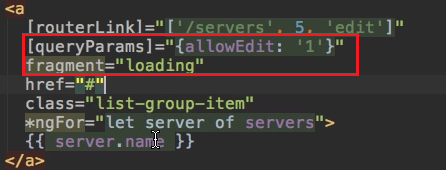 <a
[routerLink]="['/servers', 5, 'edit']"
[queryParams]="{allowEdit: '1'}"
fragment="loading"
href="#"
class="list-group-item"
*ngFor="let server of servers">
{{ server.name }}
</a>